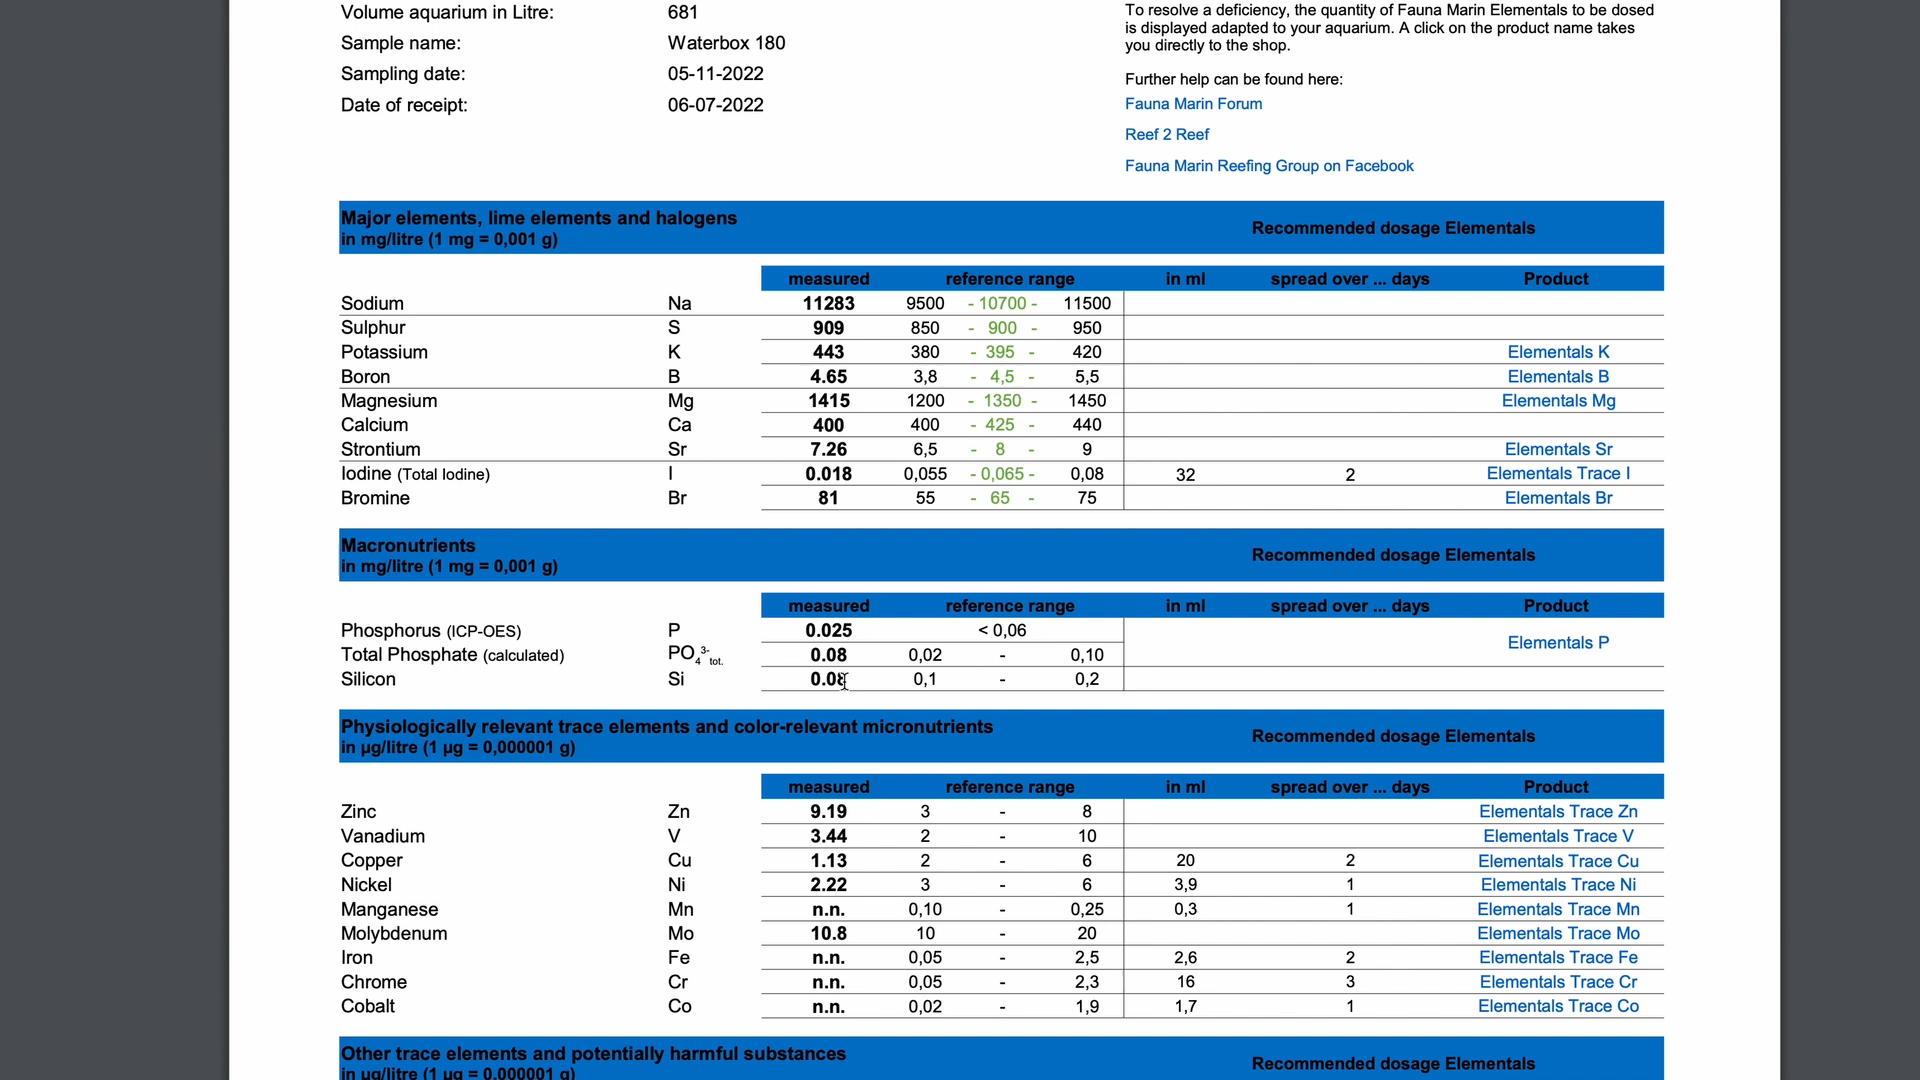 Volume aquarium in Litre: 681
Sample name: Waterbox 180
Sampling date: 05-11-2022
Date of receipt: 06-07-2022
To resolve a deficiency, the quantity of Fauna Marin Elementals to be dosed
is displayed adapted to your aquarium. A click on the product name takes
you directly to the shop.
Further help can be found here:
Fauna Marin Forum
Reef 2 Reef
Fauna Marin Reefing Group on Facebook
Major elements, lime elements and halogens
in mg/litre (1 mg = 0,001 g)
Recommended dosage Elementals
measured reference range in ml spread over ... days Product
Sodium Na 11283 9500 - 10700 - 11500
Sulphur S 909 850 - 900 - 950
Potassium K 443 380 - 395 - 420 Elementals K
Boron B 4.65 3,8 - 4,5 - 5,5 Elementals B
Magnesium Mg 1415 1200 - 1350 - 1450 Elementals Mg
Calcium Ca 400 400 - 425 - 440
Strontium Sr 7.26 6,5 - 8 - 9 Elementals Sr
Iodine (Total Iodine) I 0.018 0,055 - 0,065 - 0,08 32 2 Elementals Trace I
Bromine Br 81 55 - 65 - 75 Elementals Br
Macronutrients
in mg/litre (1 mg = 0,001 g)
Recommended dosage Elementals
measured reference range in ml spread over ... days Product
Phosphorus (ICP-OES) P 0.025 < 0,06
Elementals P
Total Phosphate (calculated) PO4 3- tot. 0.08 0,02 - 0,10
Silicon Si 0.08 0,1 - 0,2
Physiologically relevant trace elements and color-relevant micronutrients
in µg/litre (1 µg = 0,000001 g)
Recommended dosage Elementals
measured reference range in ml spread over ... days Product
Zinc Zn 9.19 3 - 8 Elementals Trace Zn
Vanadium V 3.44 2 - 10 Elementals Trace V
Copper Cu 1.13 2 - 6 20 2 Elementals Trace Cu
Nickel Ni 2.22 3 - 6 3,9 1 Elementals Trace Ni
Manganese Mn n.n. 0,10 - 0,25 0,3 1 Elementals Trace Mn
Molybdenum Mo 10.8 10 - 20 Elementals Trace Mo
Iron Fe n.n. 0,05 - 2,5 2,6 2 Elementals Trace Fe
Chrome Cr n.n. 0,05 - 2,3 16 3 Elementals Trace Cr
Cobalt Co n.n. 0,02 - 1,9 1,7 1 Elementals Trace Co
Other trace elements and potentially harmful substances
in µg/litre (1 µg = 0,000001 g)
Recommended dosage Elementals